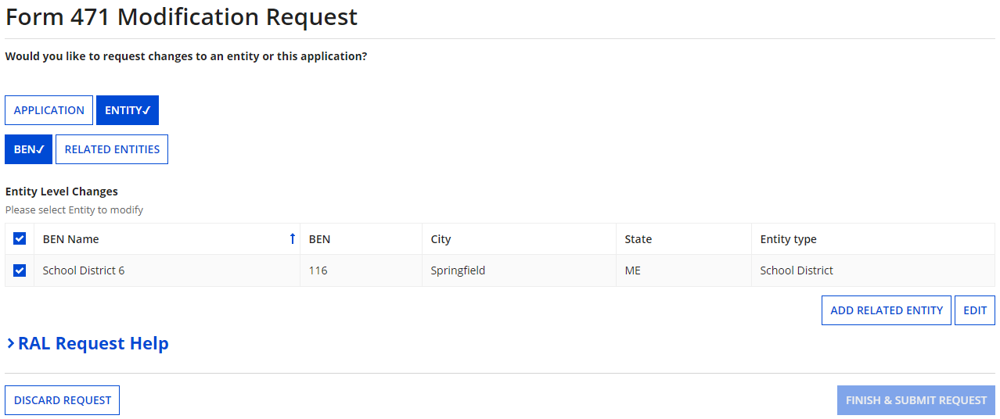 Form 471 Modification Request
Would you like to request changes to an entity or this application?
APPLICATION ENTITY✓
BEN✓ RELATED ENTITIES
Entity Level Changes
Please select Entity to modify
BEN Name ↑ BEN City State Entity type
School District 6 116 Springfield ME School District
ADD RELATED ENTITY EDIT
RAL Request Help
DISCARD REQUEST FINISH & SUBMIT REQUEST